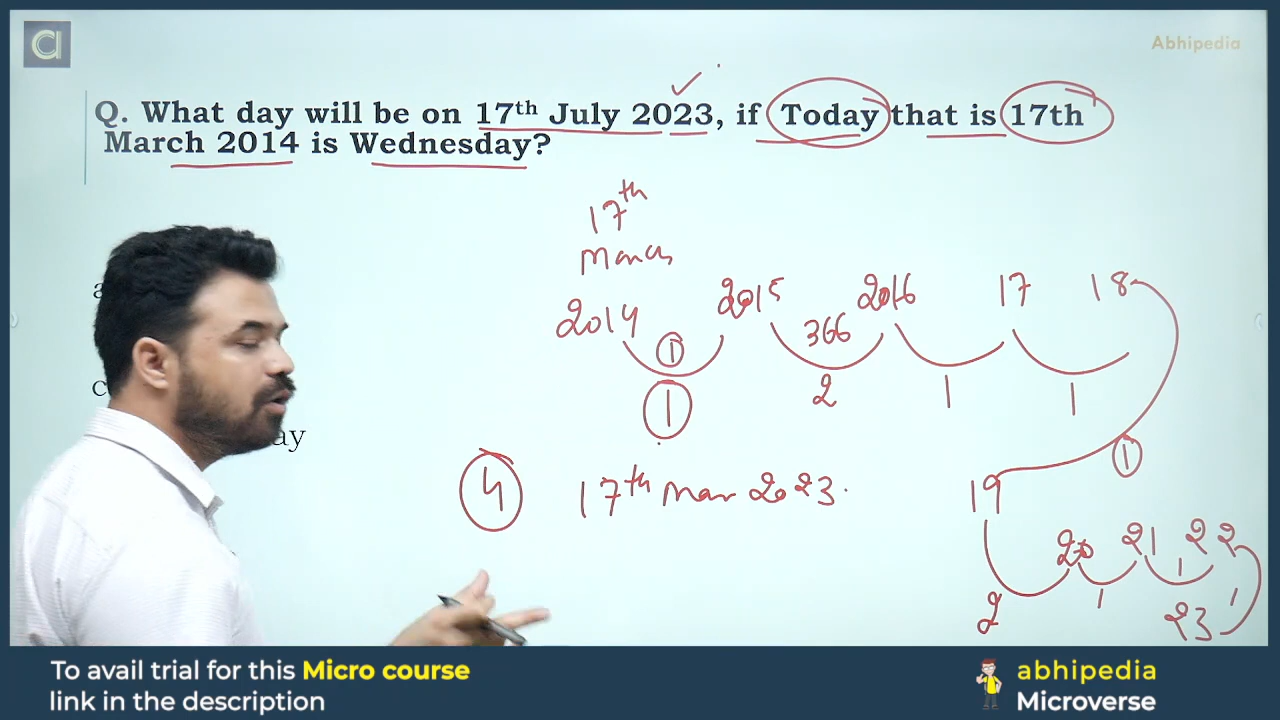 Abhipedia
Q. What day will be on 17th July 2023, if Today that is 17th
March 2014 is Wednesday?
17th
March
2014 2015 2016 17 18
1 366
1 2 1 1
1
4 17th Mar 2023.
19
20 21 22
2 1 1 1
23
a
c
ay
To avail trial for this Micro course
link in the description
abhipedia
Microverse